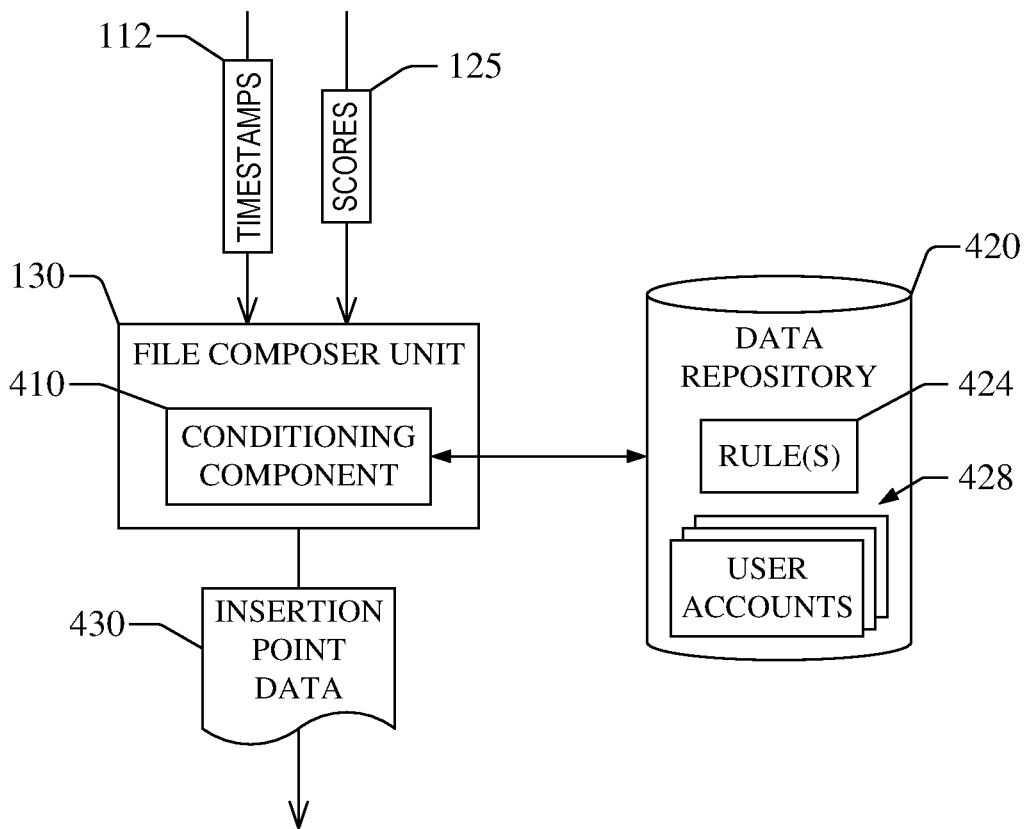 112
125
TIMESTAMPS
SCORES
130
FILE COMPOSER UNIT
410
CONDITIONING
COMPONENT
420
DATA
REPOSITORY
424
RULE(S)
428
USER
ACCOUNTS
430
INSERTION
POINT
DATA